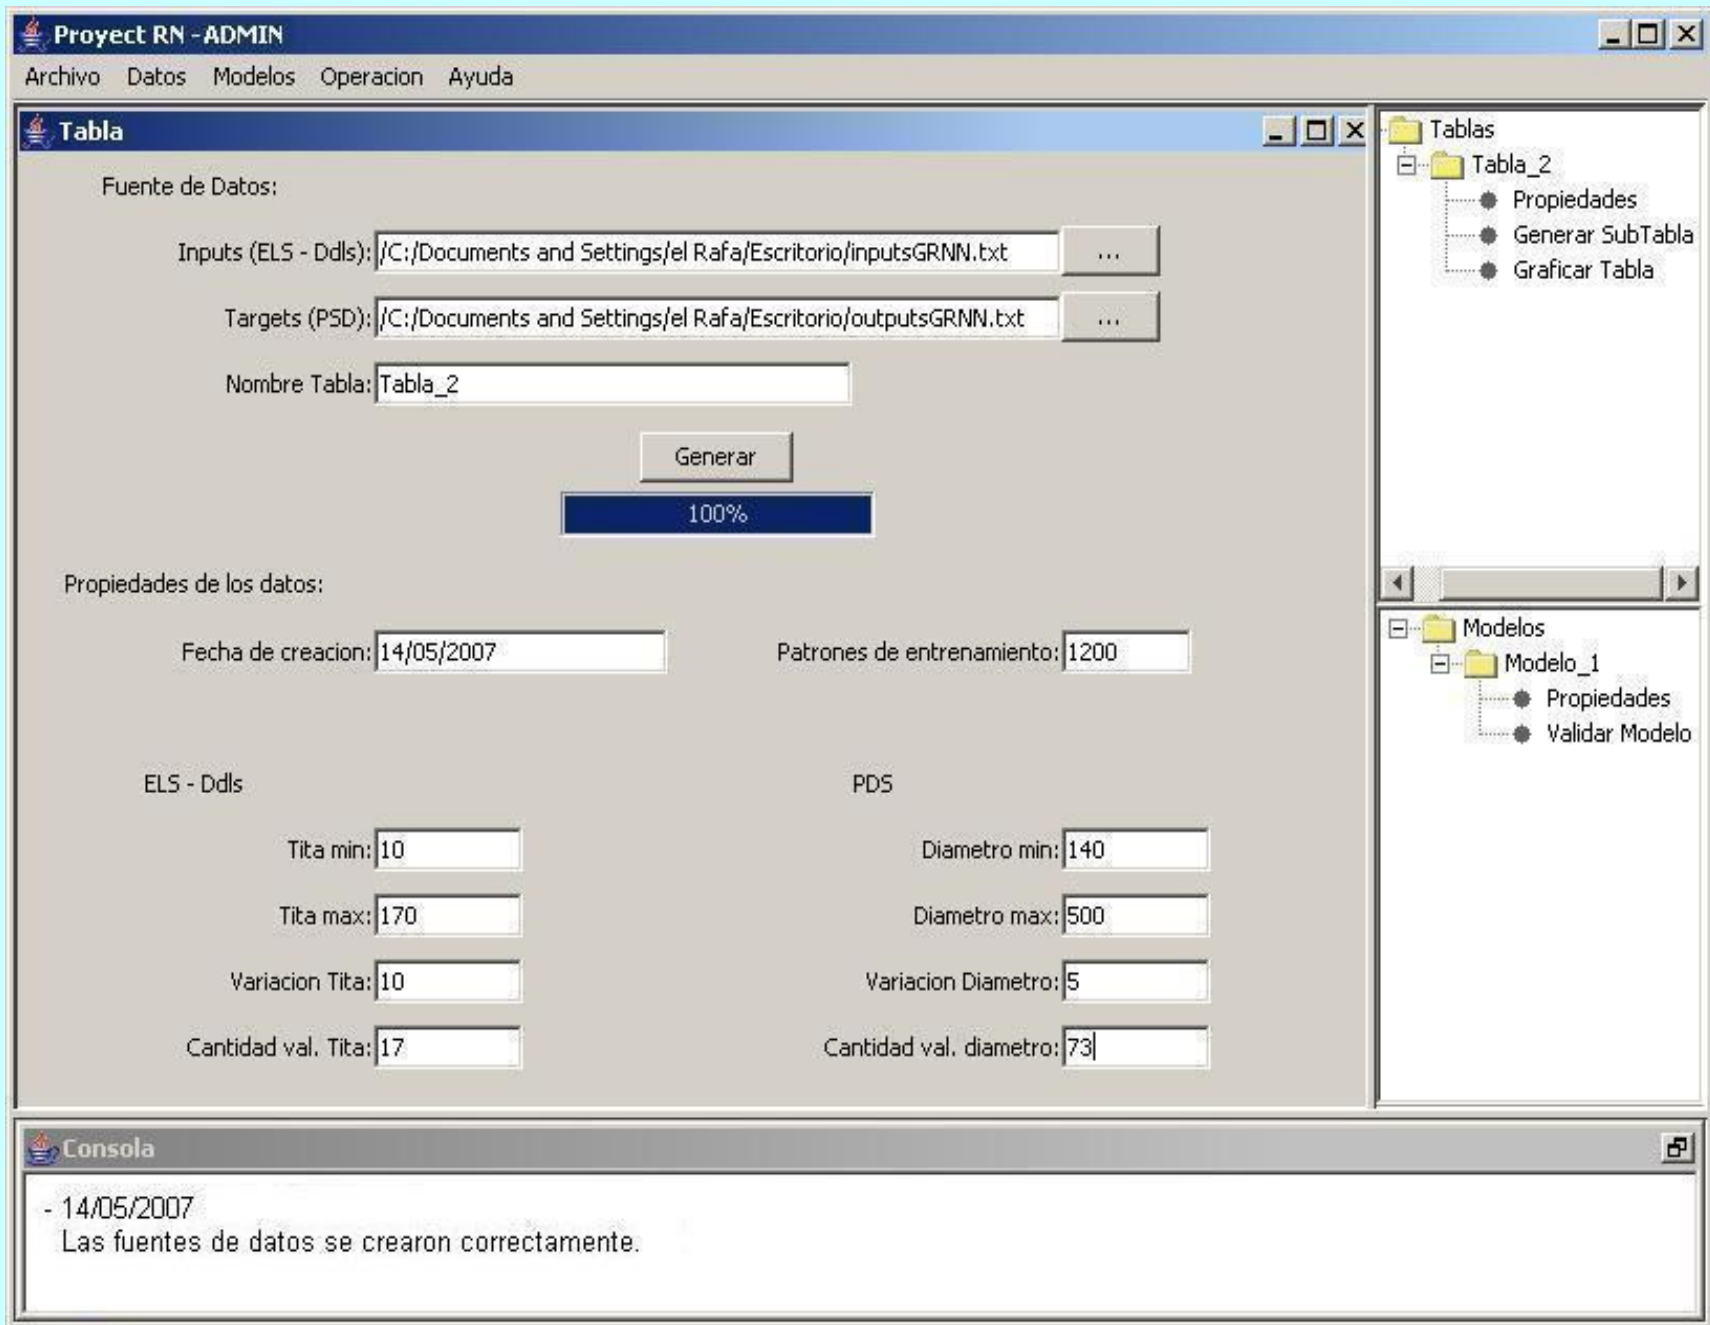 Proyect RN - ADMIN
Archivo Datos Modelos Operacion Ayuda
Tabla
Fuente de Datos:
Inputs (ELS - Ddls): /C:/Documents and Settings/el Rafa/Escritorio/inputsGRNN.txt ...
Targets (PSD): /C:/Documents and Settings/el Rafa/Escritorio/outputsGRNN.txt ...
Nombre Tabla: Tabla_2
Generar
100%
Propiedades de los datos:
Fecha de creacion: 14/05/2007 Patrones de entrenamiento: 1200
ELS - Ddls PDS
Tita min: 10 Diametro min: 140
Tita max: 170 Diametro max: 500
Variacion Tita: 10 Variacion Diametro: 5
Cantidad val. Tita: 17 Cantidad val. diametro: 73
Tablas
Tabla_2
Propiedades
Generar SubTabla
Graficar Tabla
Modelos
Modelo_1
Propiedades
Validar Modelo
Consola
- 14/05/2007
Las fuentes de datos se crearon correctamente.